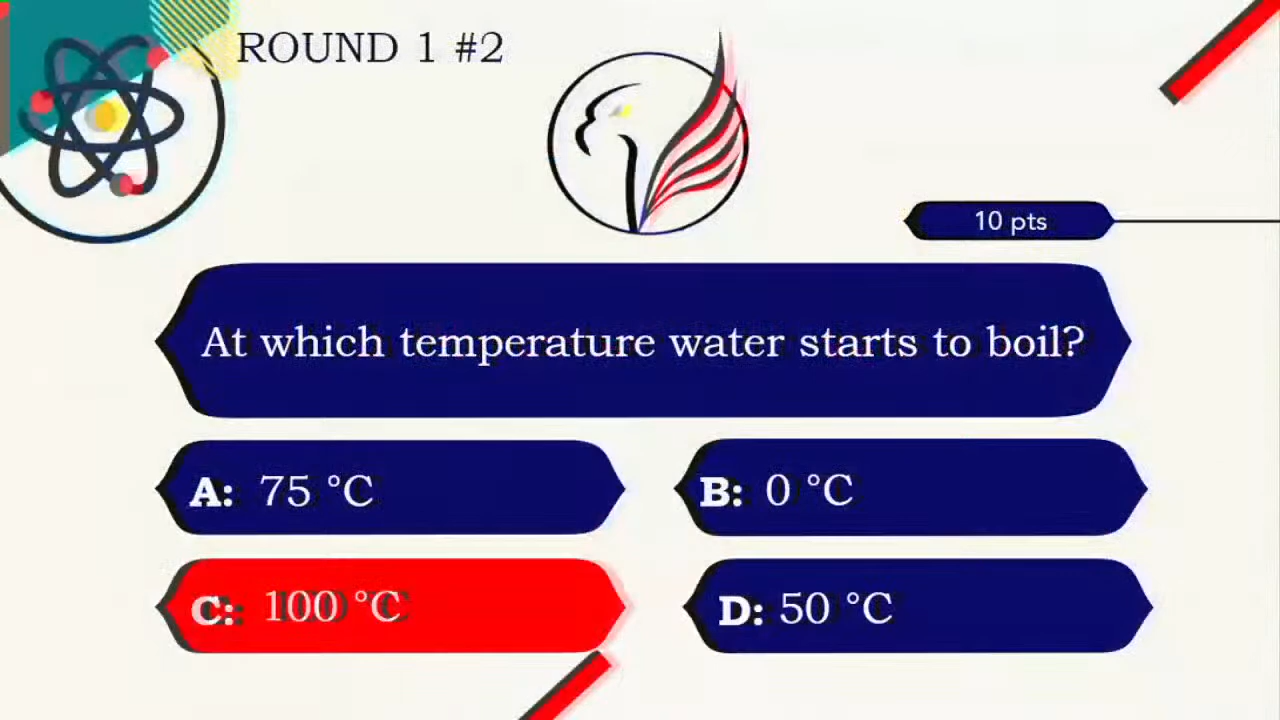 ROUND 1 #2
10 pts
At which temperature water starts to boil?
A: 75 °C
B: 0 °C
C: 100 °C
D: 50 °C